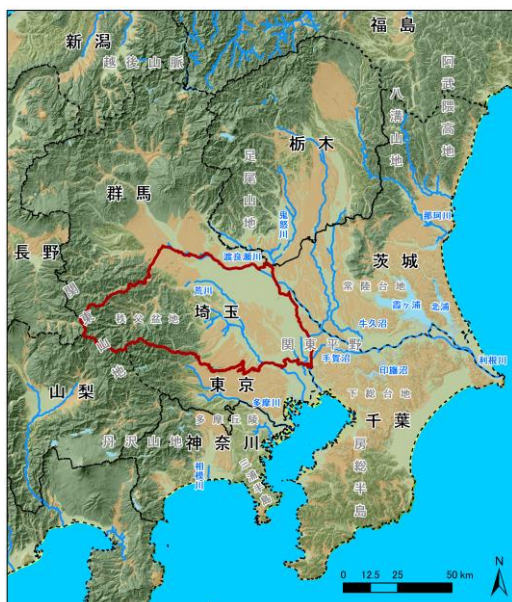 福島
新潟
越後山脈
阿武隈高地
八溝山地
栃木
足尾山地
群馬
鬼怒川
那珂川
長野
渡良瀬川
茨城
常陸台地
関東山地
荒川
霞ヶ浦
北浦
秩父盆地
埼玉
牛久沼
関東平野
手賀沼
利根川
印旛沼
山梨
東京
下総台地
多摩川
千葉
多摩丘陵
丹沢山地
神奈川
房総半島
三浦半島
相模川
N
0 12.5 25 50 km